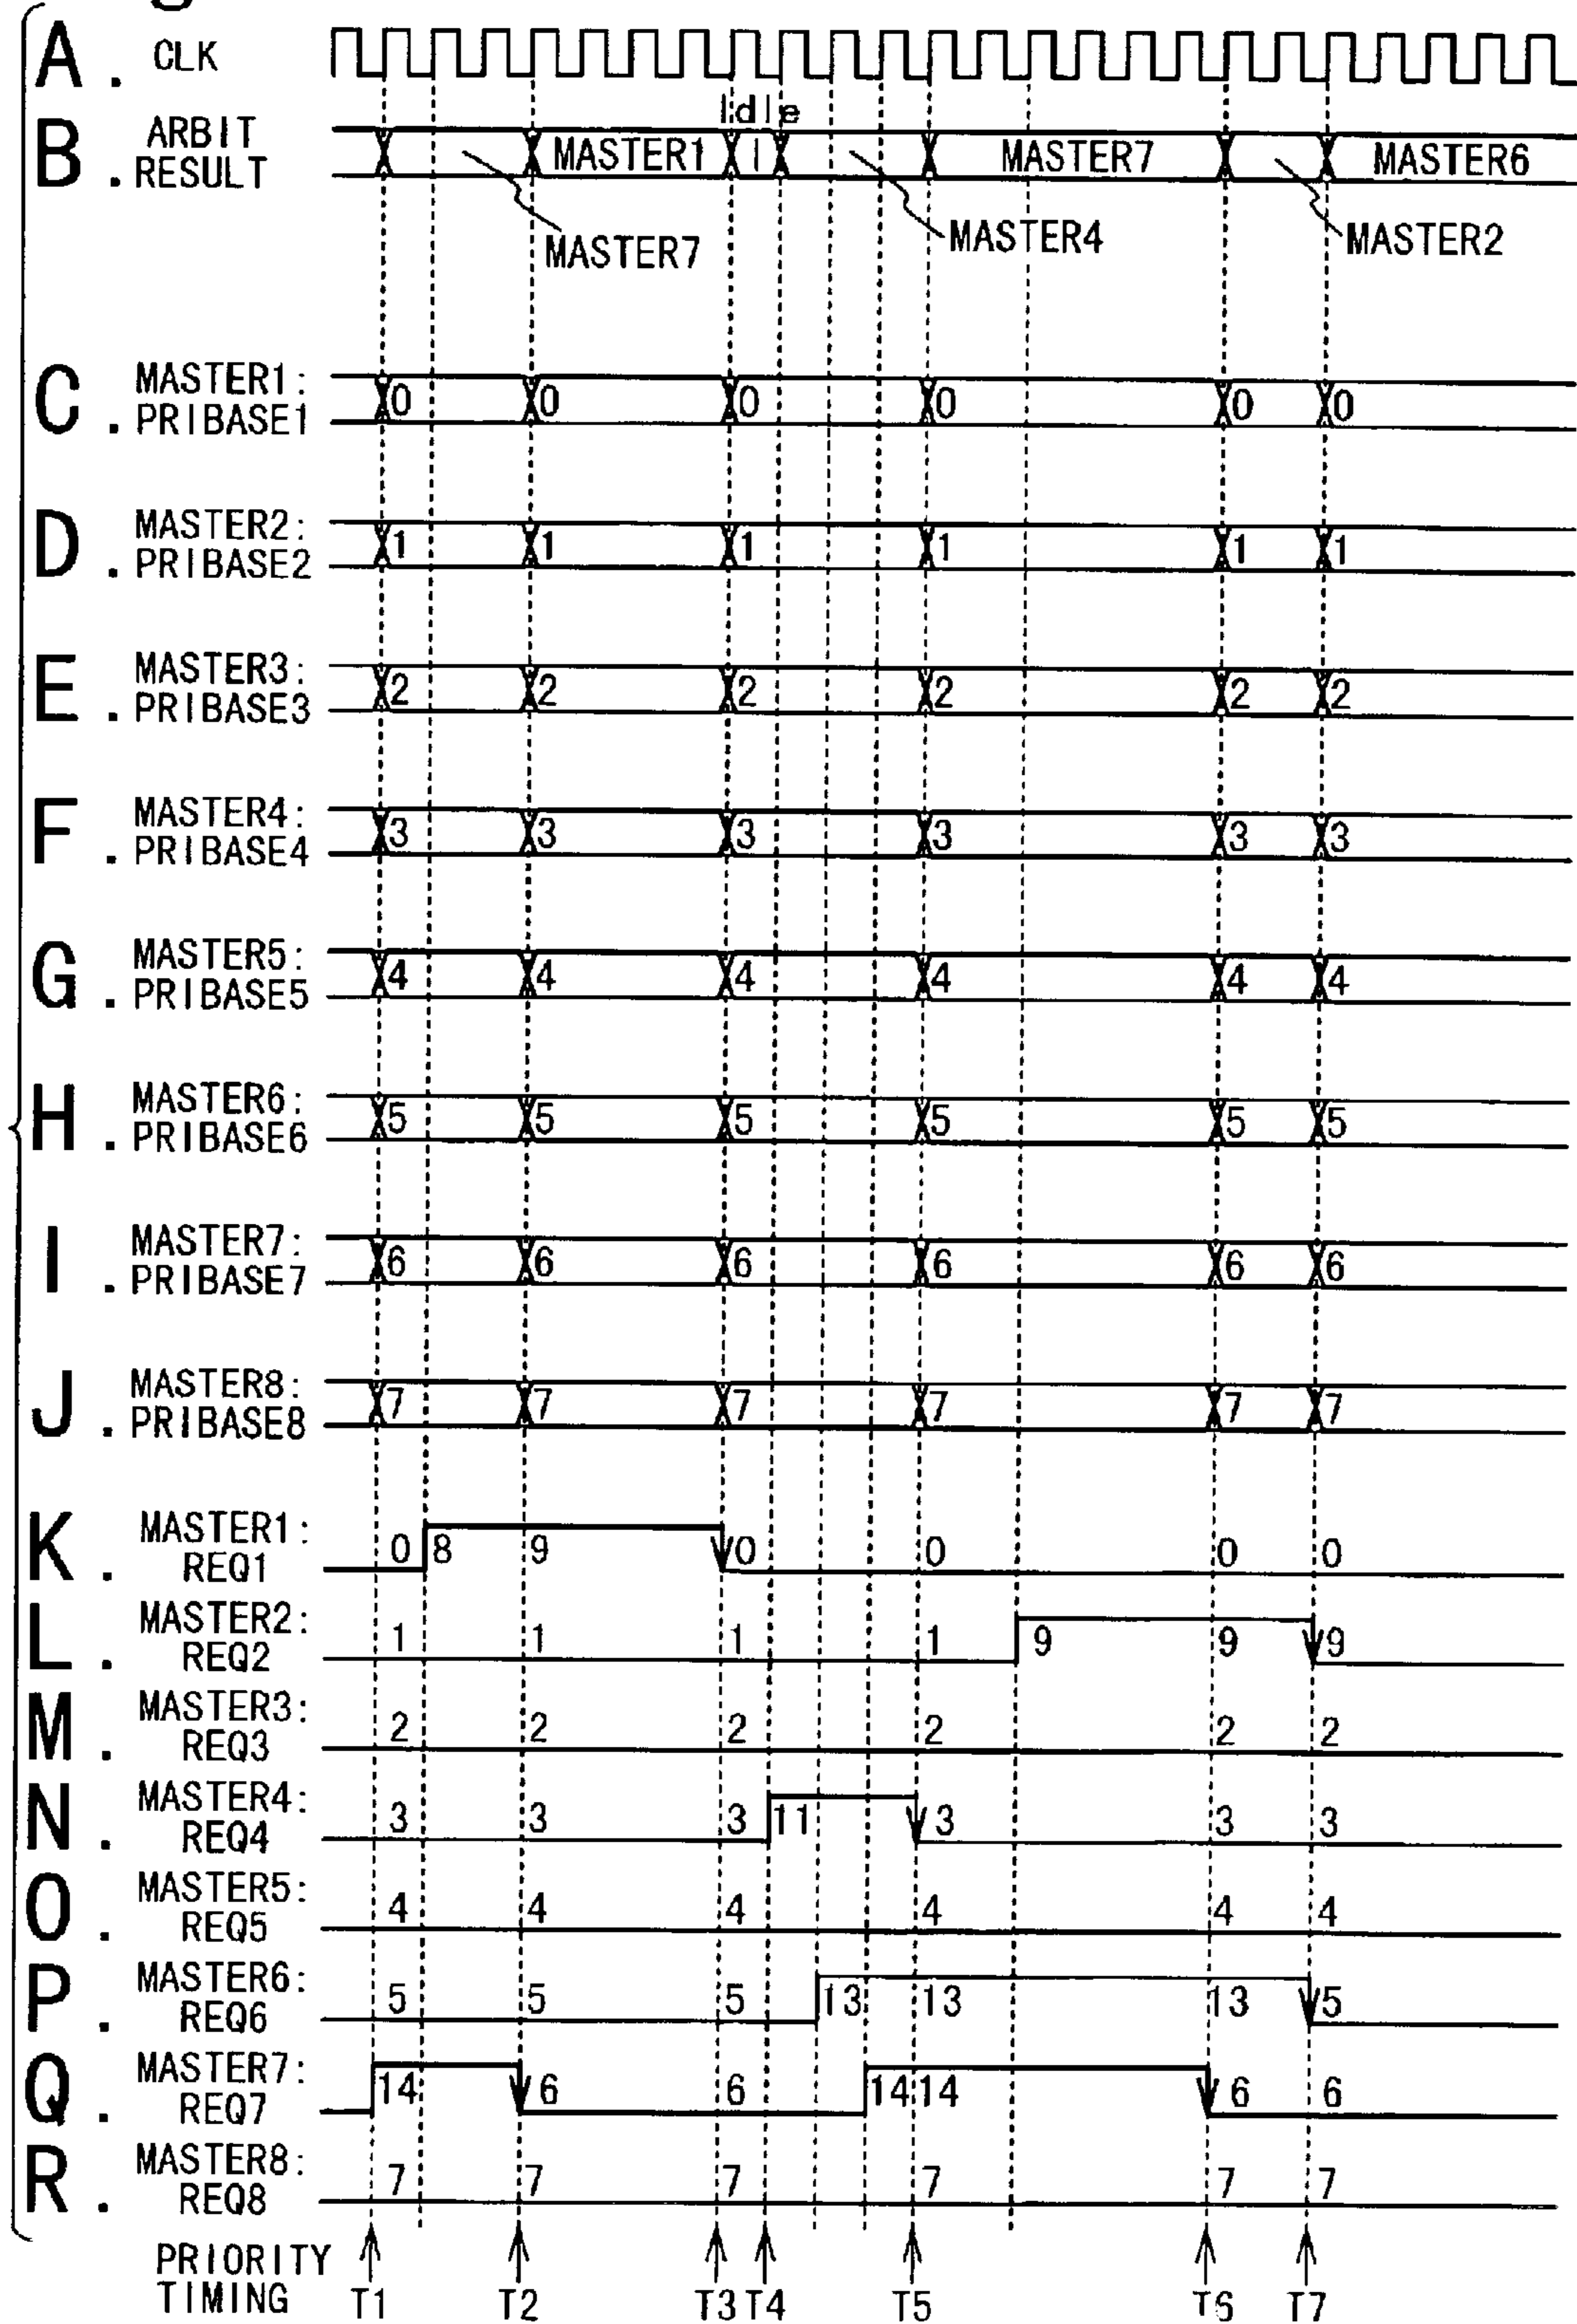 A. CLK
Idle
B. ARBIT RESULT MASTER1 MASTER7 MASTER6
MASTER7 MASTER4 MASTER2
C. MASTER1: PRIBASE1 0 0 0 0 0 0
D. MASTER2: PRIBASE2 1 1 1 1 1 1
E. MASTER3: PRIBASE3 2 2 2 2 2 2
F. MASTER4: PRIBASE4 3 3 3 3 3 3
G. MASTER5: PRIBASE5 4 4 4 4 4 4
H. MASTER6: PRIBASE6 5 5 5 5 5 5
I. MASTER7: PRIBASE7 6 6 6 6 6 6
J. MASTER8: PRIBASE8 7 7 7 7 7 7
K. MASTER1: REQ1 0 8 9 0 0 0 0
L. MASTER2: REQ2 1 1 1 1 9 9 9
M. MASTER3: REQ3 2 2 2 2 2 2
N. MASTER4: REQ4 3 3 3 11 3 3 3
O. MASTER5: REQ5 4 4 4 4 4 4
P. MASTER6: REQ6 5 5 5 13 13 13 5
Q. MASTER7: REQ7 14 6 6 14 14 6 6
R. MASTER8: REQ8 7 7 7 7 7 7
PRIORITY TIMING T1 T2 T3 T4 T5 T6 T7